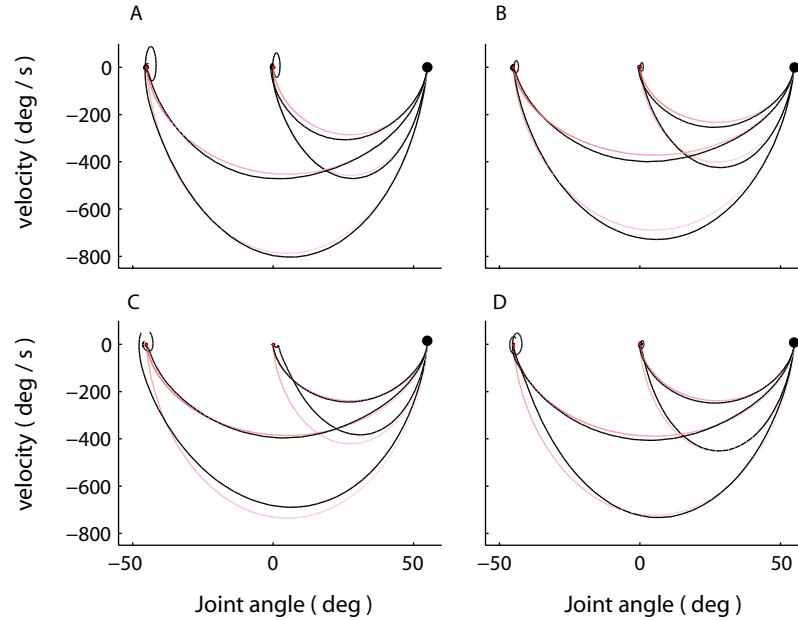 A
B
velocity ( deg / s )
0
−200
−400
−600
−800
C
D
velocity ( deg / s )
0
−200
−400
−600
−800
−50
0
50
−50
0
50
Joint angle ( deg )
Joint angle ( deg )